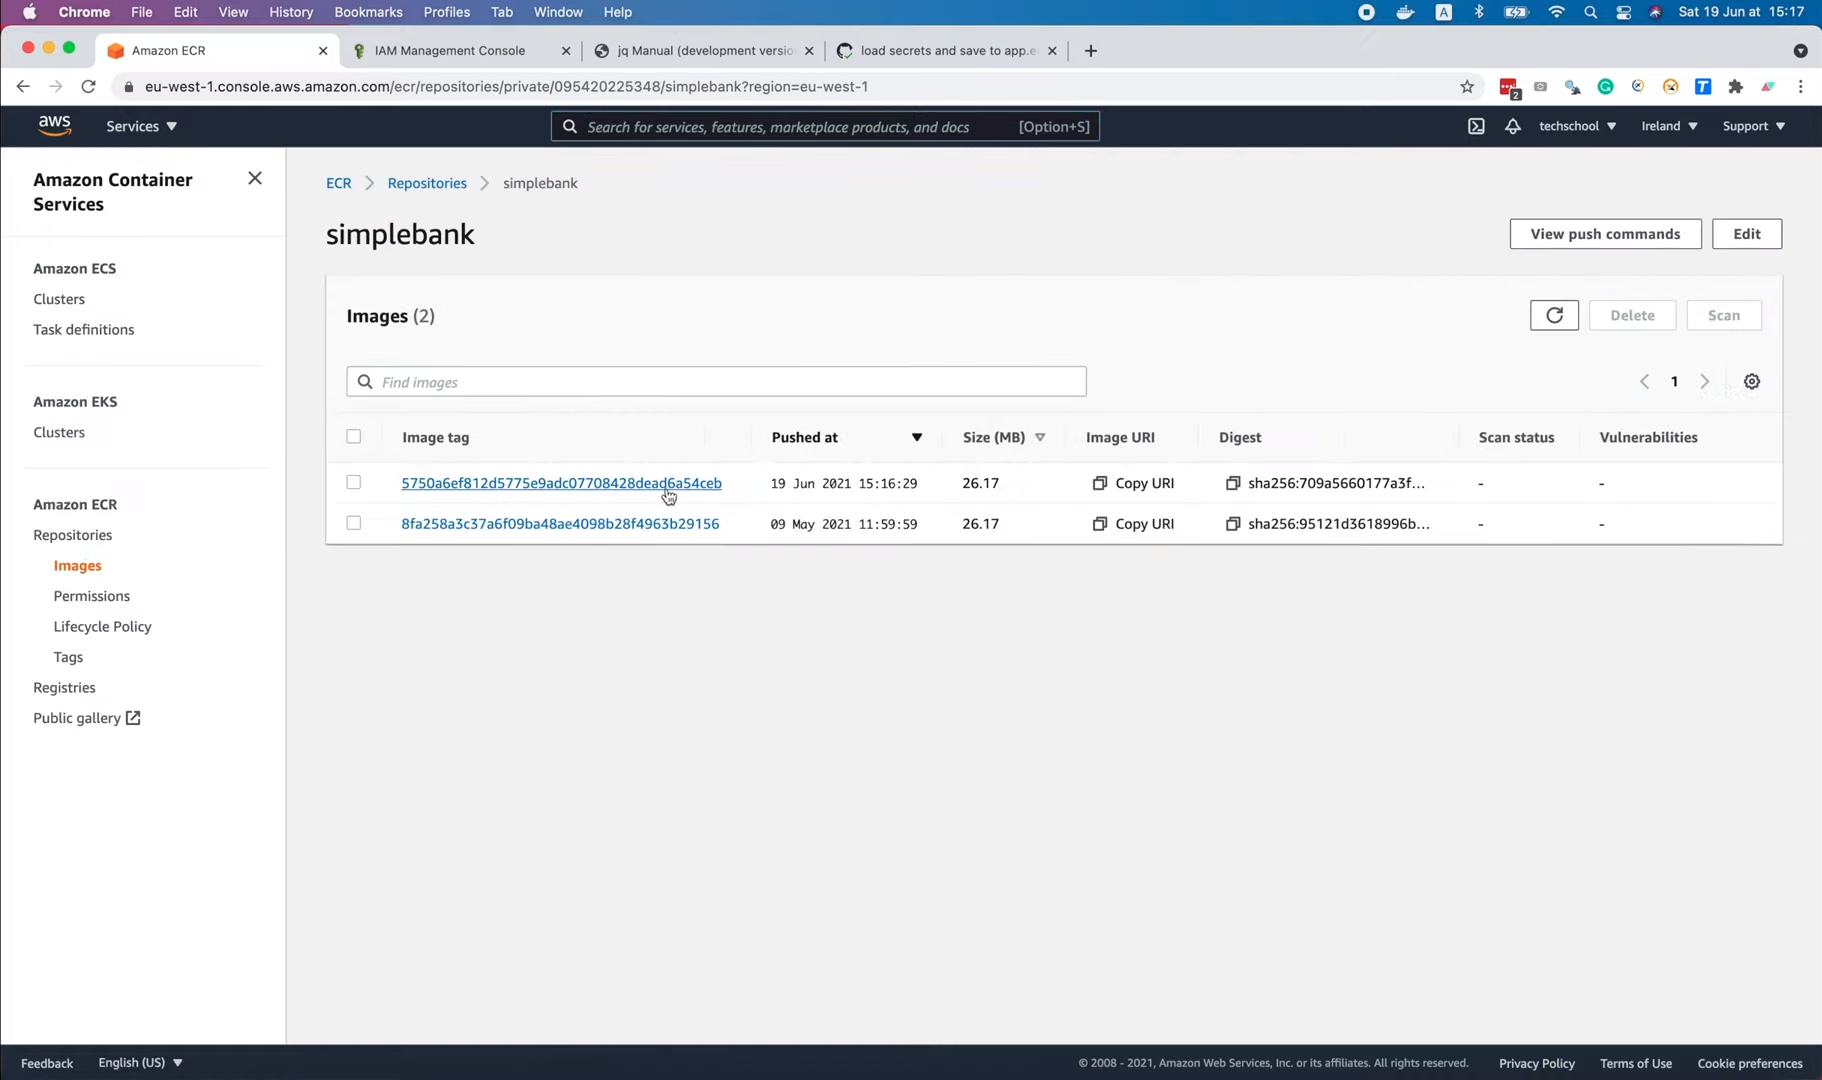 Chrome File Edit View History Bookmarks Profiles Tab Window Help A Sat 19 Jun at 15:17
Amazon ECR IAM Management Console jq Manual (development versio load secrets and save to app.e
eu-west-1.console.aws.amazon.com/ecr/repositories/private/095420225348/simplebank?region=eu-west-1 2 T
aws Services ▼ Search for services, features, marketplace products, and docs [Option+S] techschool ▼ Ireland ▼ Support ▼
Amazon Container
Services
Amazon ECS
Clusters
Task definitions
Amazon EKS
Clusters
Amazon ECR
Repositories
Images
Permissions
Lifecycle Policy
Tags
Registries
Public gallery
ECR > Repositories > simplebank
simplebank View push commands Edit
Images (2) Delete Scan
Find images < 1 >
Image tag Pushed at ▼ Size (MB) ▽ Image URI Digest Scan status Vulnerabilities
5750a6ef812d5775e9adc07708428dead6a54ceb 19 Jun 2021 15:16:29 26.17 Copy URI sha256:709a5660177a3f... - -
8fa258a3c37a6f09ba48ae4098b28f4963b29156 09 May 2021 11:59:59 26.17 Copy URI sha256:95121d3618996b... - -
Feedback English (US) ▼ © 2008 - 2021, Amazon Web Services, Inc. or its affiliates. All rights reserved. Privacy Policy Terms of Use Cookie preferences